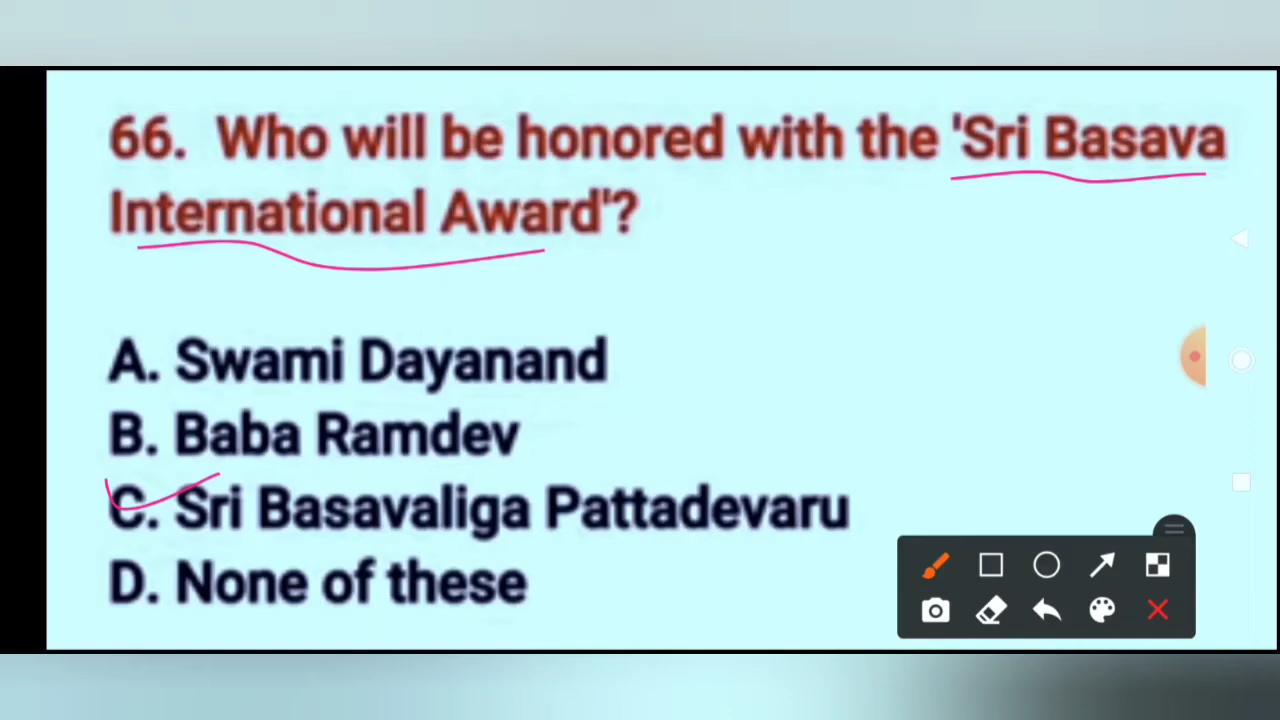 66. Who will be honored with the 'Sri Basava
International Award'?
A. Swami Dayanand
B. Baba Ramdev
C. Sri Basavaliga Pattadevaru
D. None of these